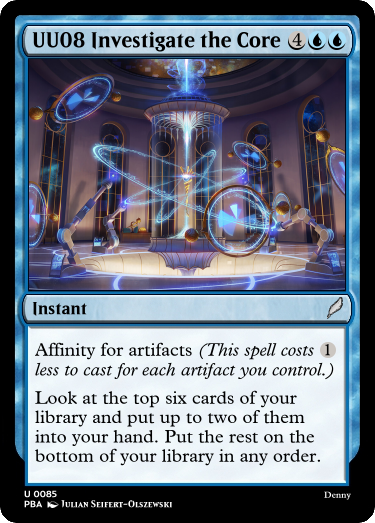 UU08 Investigate the Core 4
Instant
Affinity for artifacts (This spell costs 1
less to cast for each artifact you control.)
Look at the top six cards of your
library and put up to two of them
into your hand. Put the rest on the
bottom of your library in any order.
U 0085
Denny
PBA Julian Seifert-Olszewski